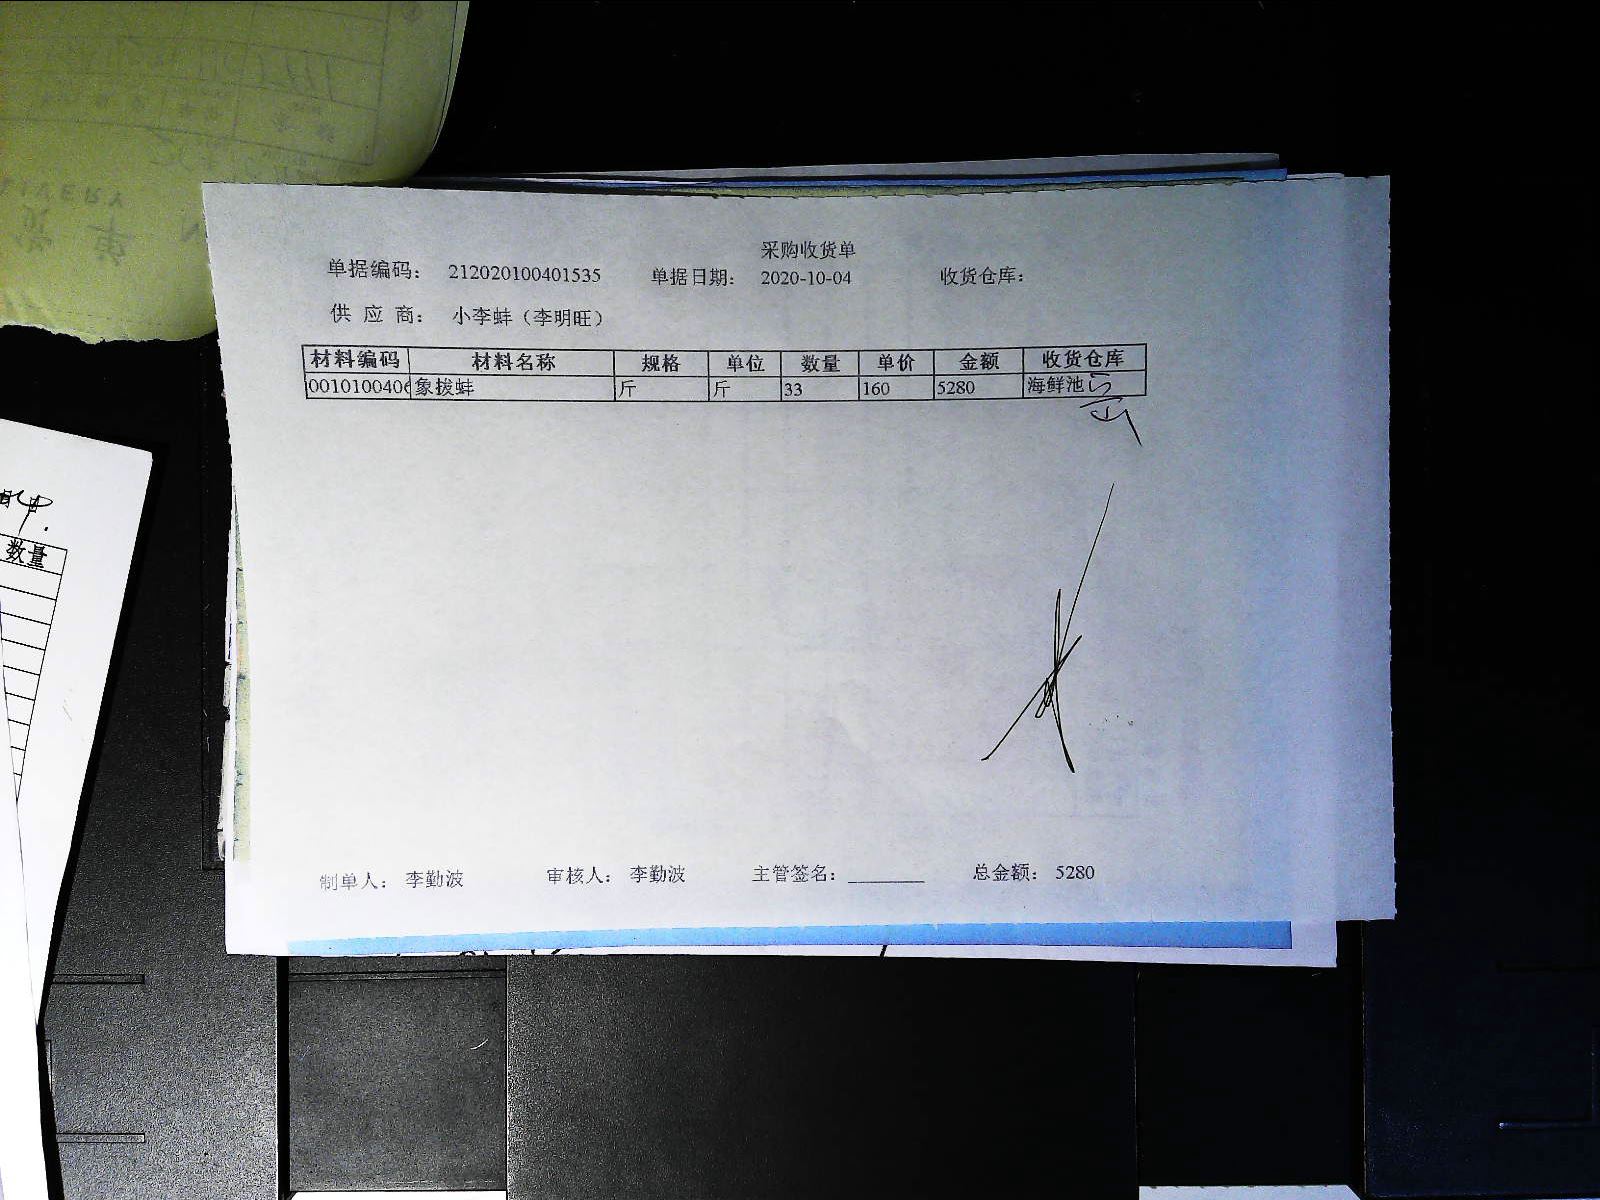 采购收货单
单据编码： 212020100401535 单据日期： 2020-10-04 收货仓库：
供 应 商： 小李蚌（李明旺）
材料编码 材料名称 规格 单位 数量 单价 金额 收货仓库
0010100406 象拔蚌 斤 斤 33 160 5280 海鲜池
制单人： 李勤波 审核人： 李勤波 主管签名：________ 总金额： 5280
数量